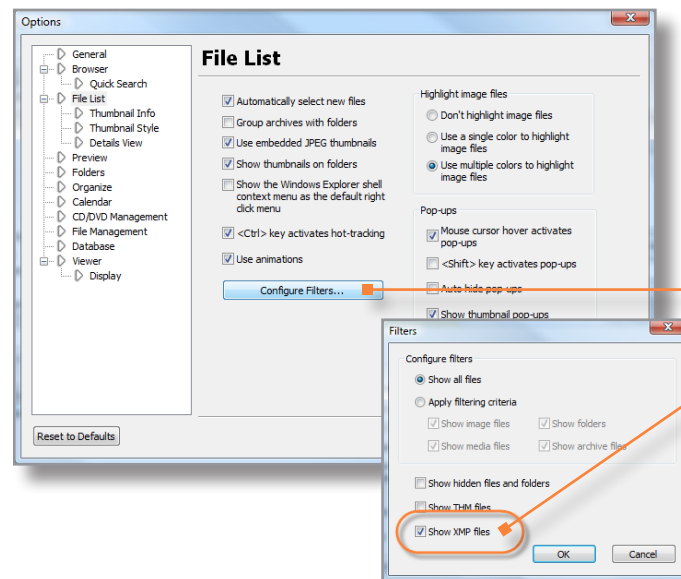 Options
General
Browser
Quick Search
File List
Thumbnail Info
Thumbnail Style
Details View
Preview
Folders
Organize
Calendar
CD/DVD Management
File Management
Database
Viewer
Display
Reset to Defaults
File List
Automatically select new files
Group archives with folders
Use embedded JPEG thumbnails
Show thumbnails on folders
Show the Windows Explorer shell
context menu as the default right
click menu
<Ctrl> key activates hot-tracking
Use animations
Configure Filters...
Highlight image files
Don't highlight image files
Use a single color to highlight
image files
Use multiple colors to highlight
image files
Pop-ups
Mouse cursor hover activates
pop-ups
<Shift> key activates pop-ups
Auto hide pop-ups
Show thumbnail pop-ups
Filters
Configure filters
Show all files
Apply filtering criteria
Show image files
Show folders
Show media files
Show archive files
Show hidden files and folders
Show THM files
Show XMP files
OK
Cancel